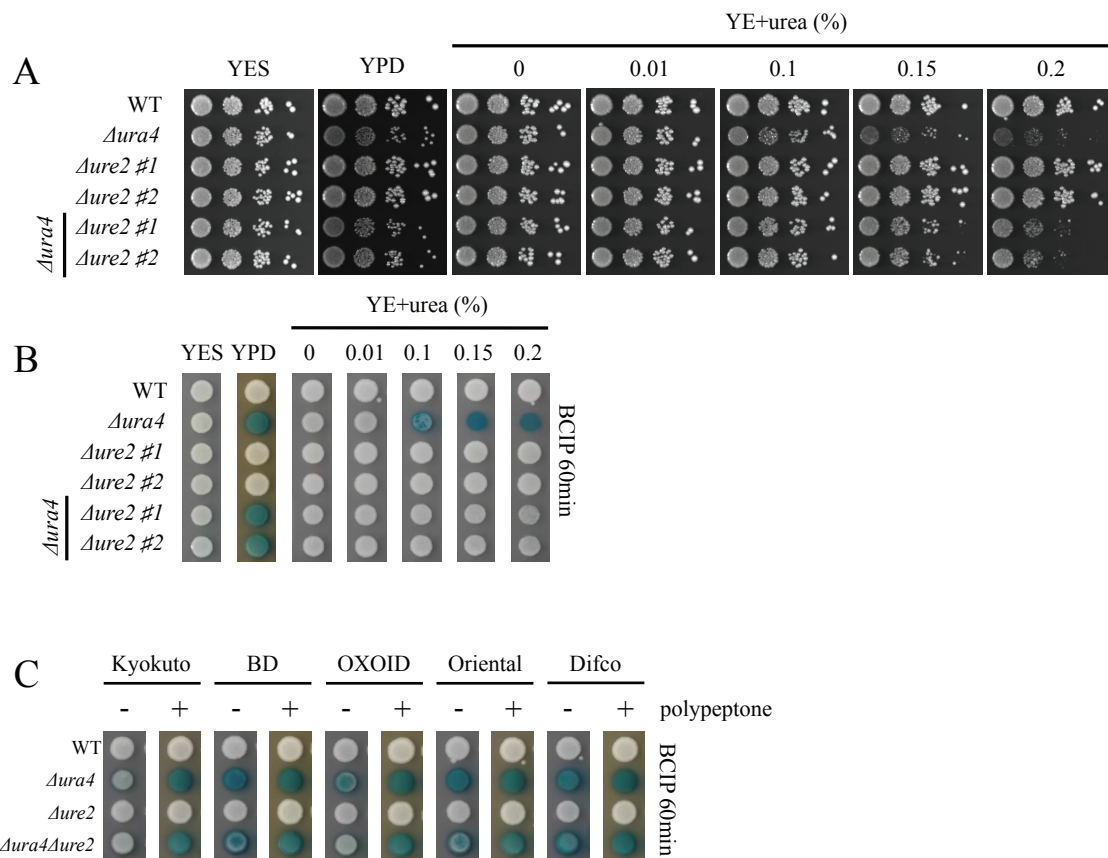 YE+urea (%)
A
YES YPD 0 0.01 0.1 0.15 0.2
WT
Δura4
Δure2 ♯1
Δure2 ♯2
Δura4
Δure2 ♯1
Δure2 ♯2
YE+urea (%)
B
YES YPD 0 0.01 0.1 0.15 0.2
WT
Δura4
Δure2 ♯1
Δure2 ♯2
Δura4
Δure2 ♯1
Δure2 ♯2
BCIP 60min
C
Kyokuto BD OXOID Oriental Difco
- + - + - + - + - + polypeptone
WT
Δura4
Δure2
Δura4Δure2
BCIP 60min